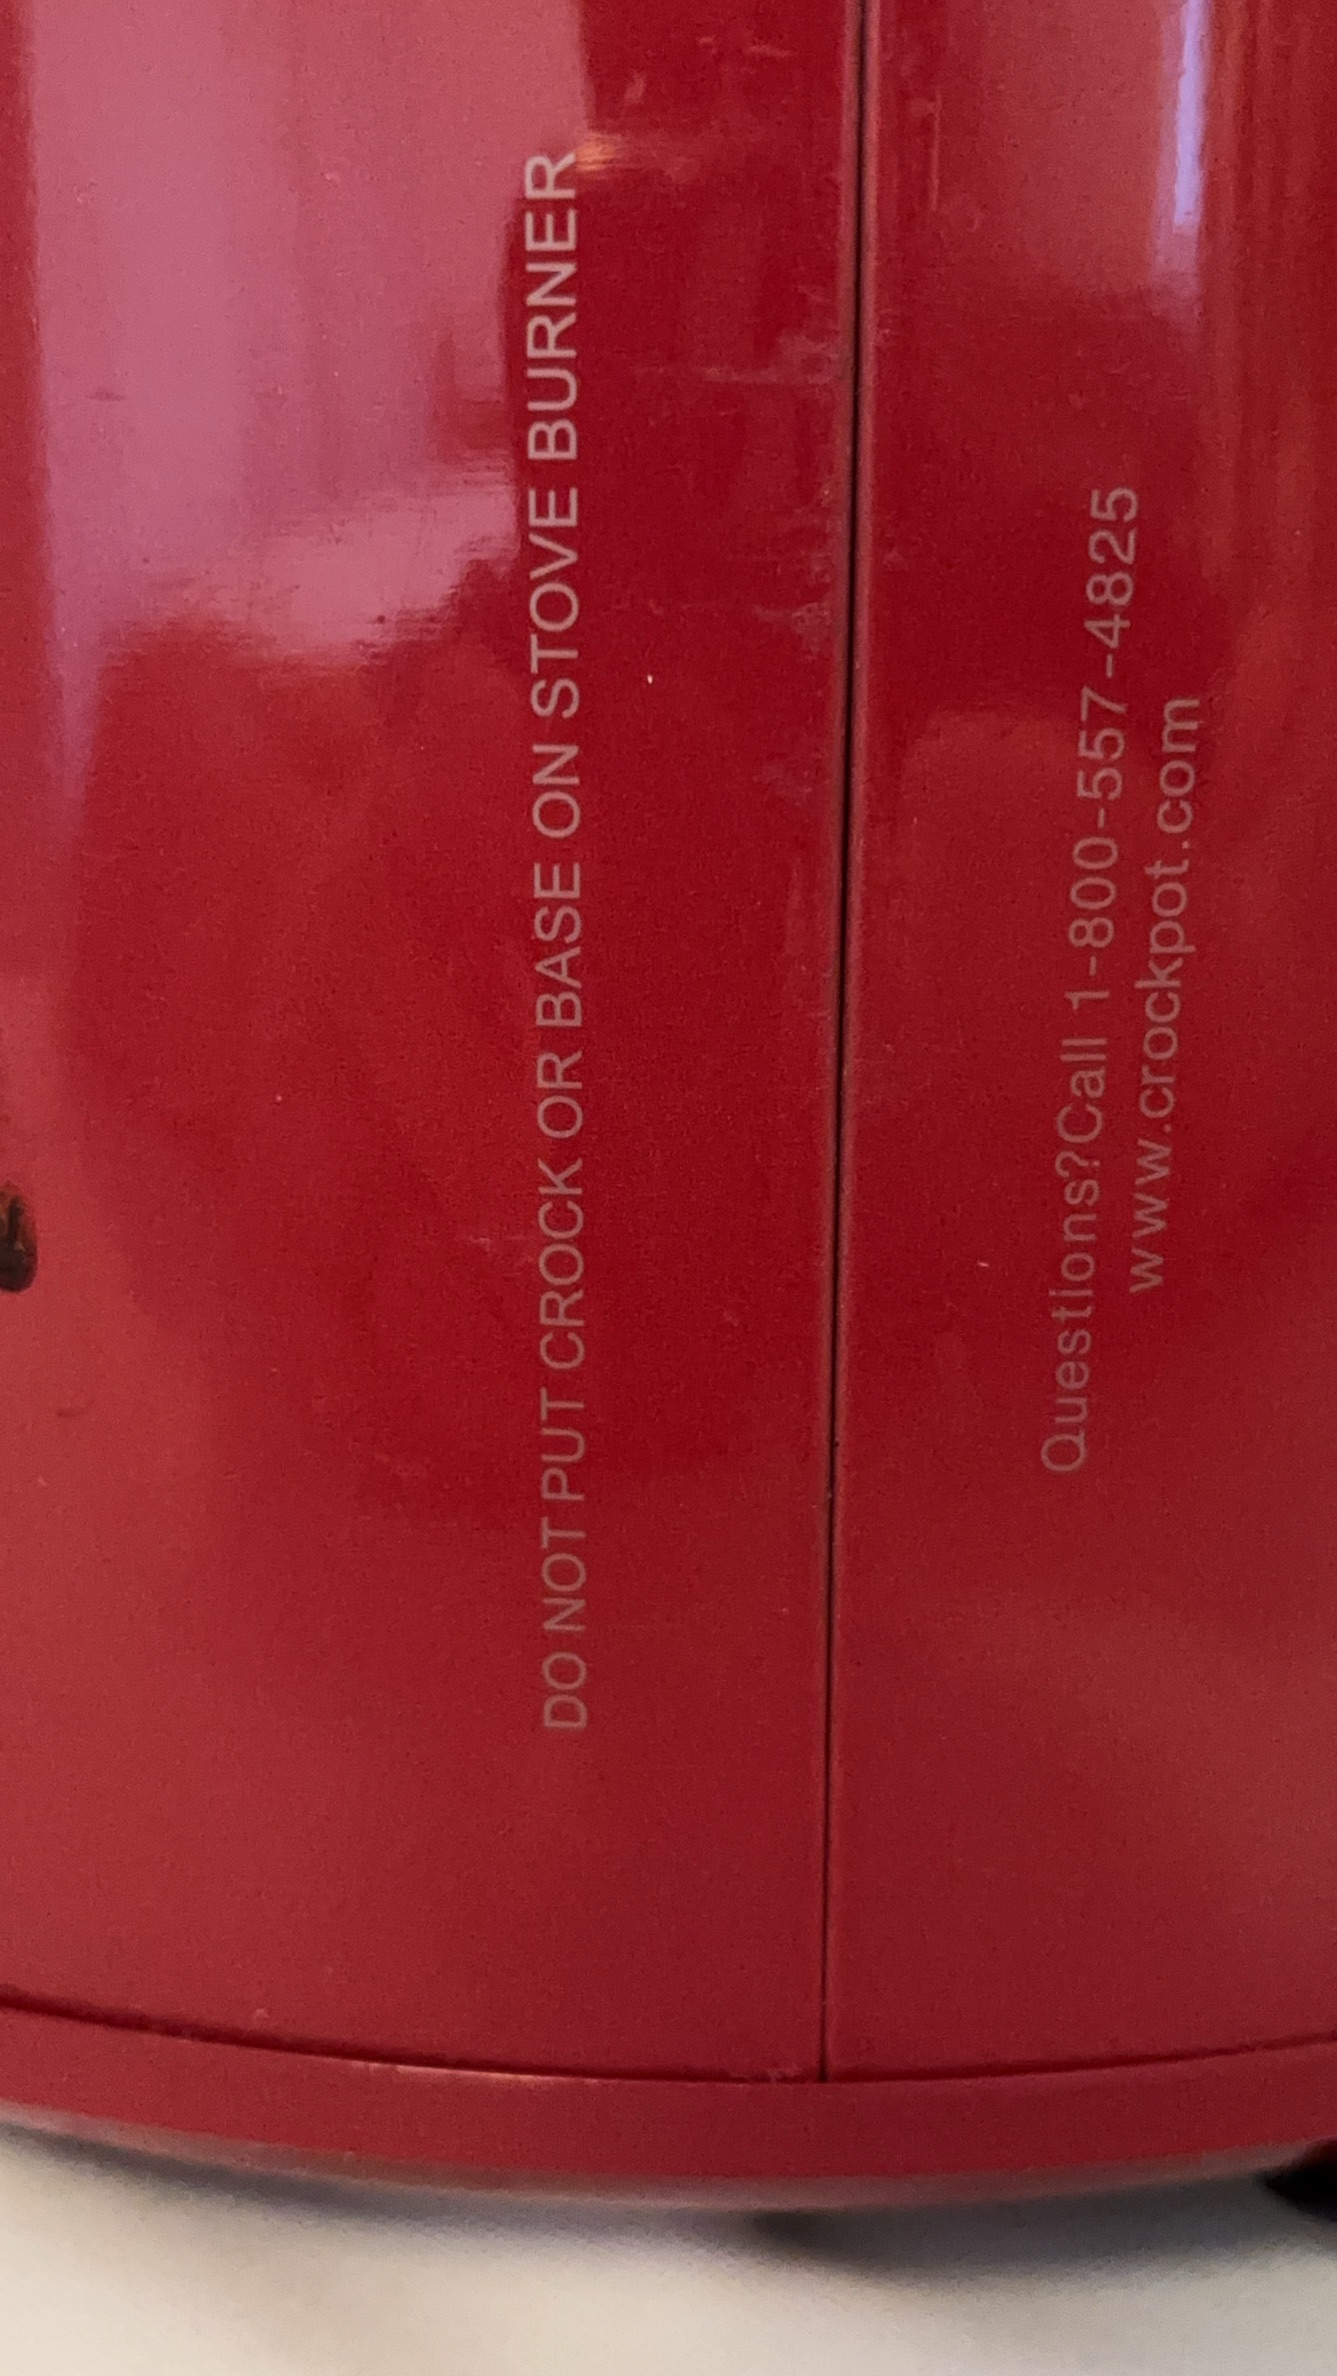 DO NOT PUT CROCK OR BASE ON STOVE BURNER
Questions?Call 1-800-557-4825
www.crockpot.com